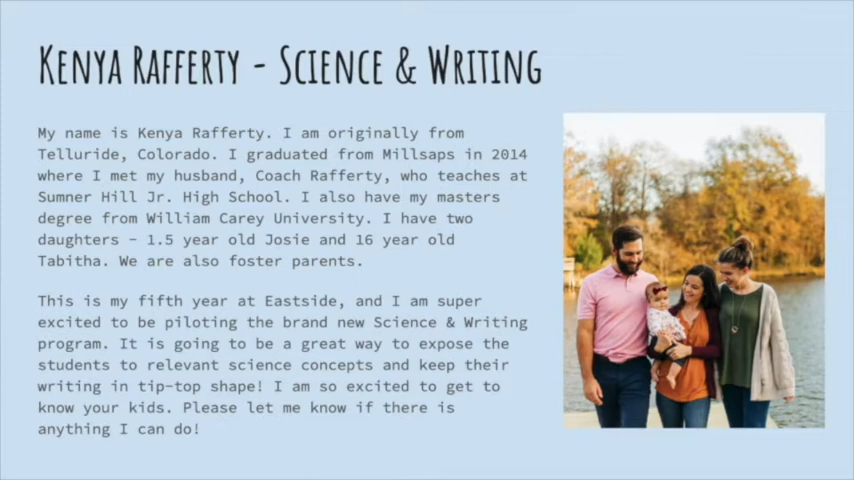 Kenya Rafferty - Science & Writing
My name is Kenya Rafferty. I am originally from
Telluride, Colorado. I graduated from Millsaps in 2014
where I met my husband, Coach Rafferty, who teaches at
Sumner Hill Jr. High School. I also have my masters
degree from William Carey University. I have two
daughters - 1.5 year old Josie and 16 year old
Tabitha. We are also foster parents.
This is my fifth year at Eastside, and I am super
excited to be piloting the brand new Science & Writing
program. It is going to be a great way to expose the
students to relevant science concepts and keep their
writing in tip-top shape! I am so excited to get to
know your kids. Please let me know if there is
anything I can do!